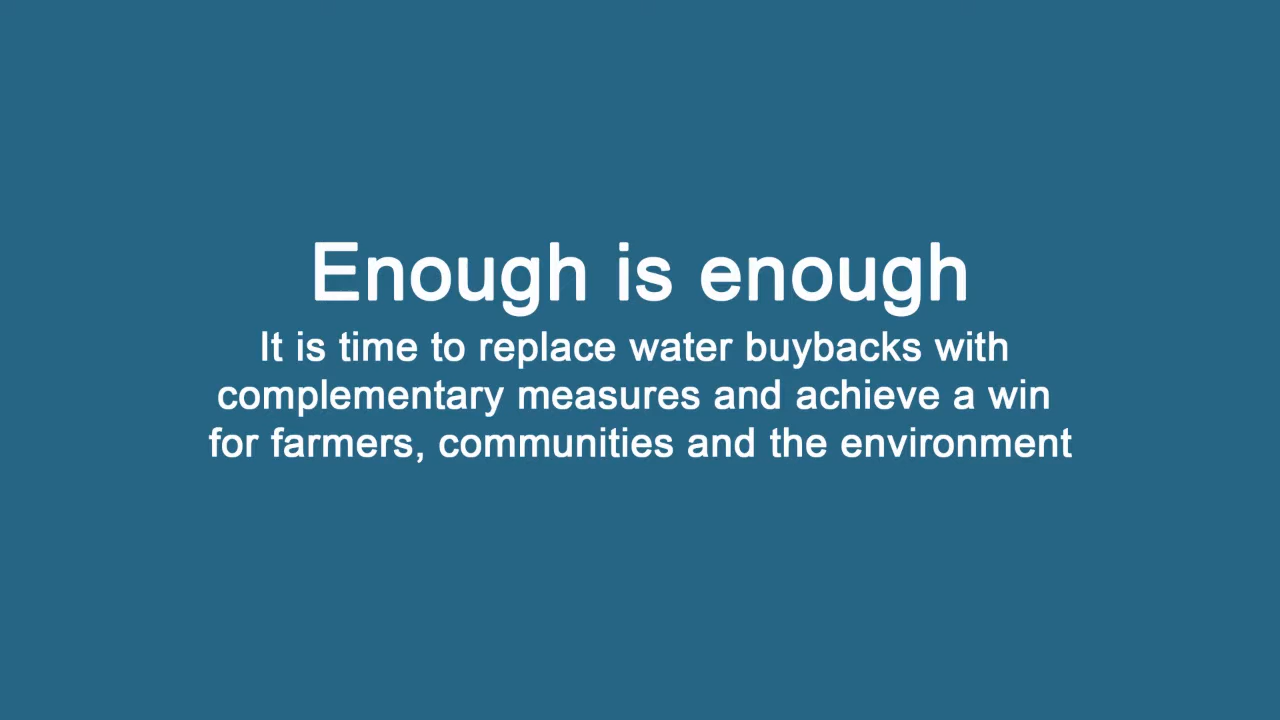 Enough is enough
It is time to replace water buybacks with
complementary measures and achieve a win
for farmers, communities and the environment